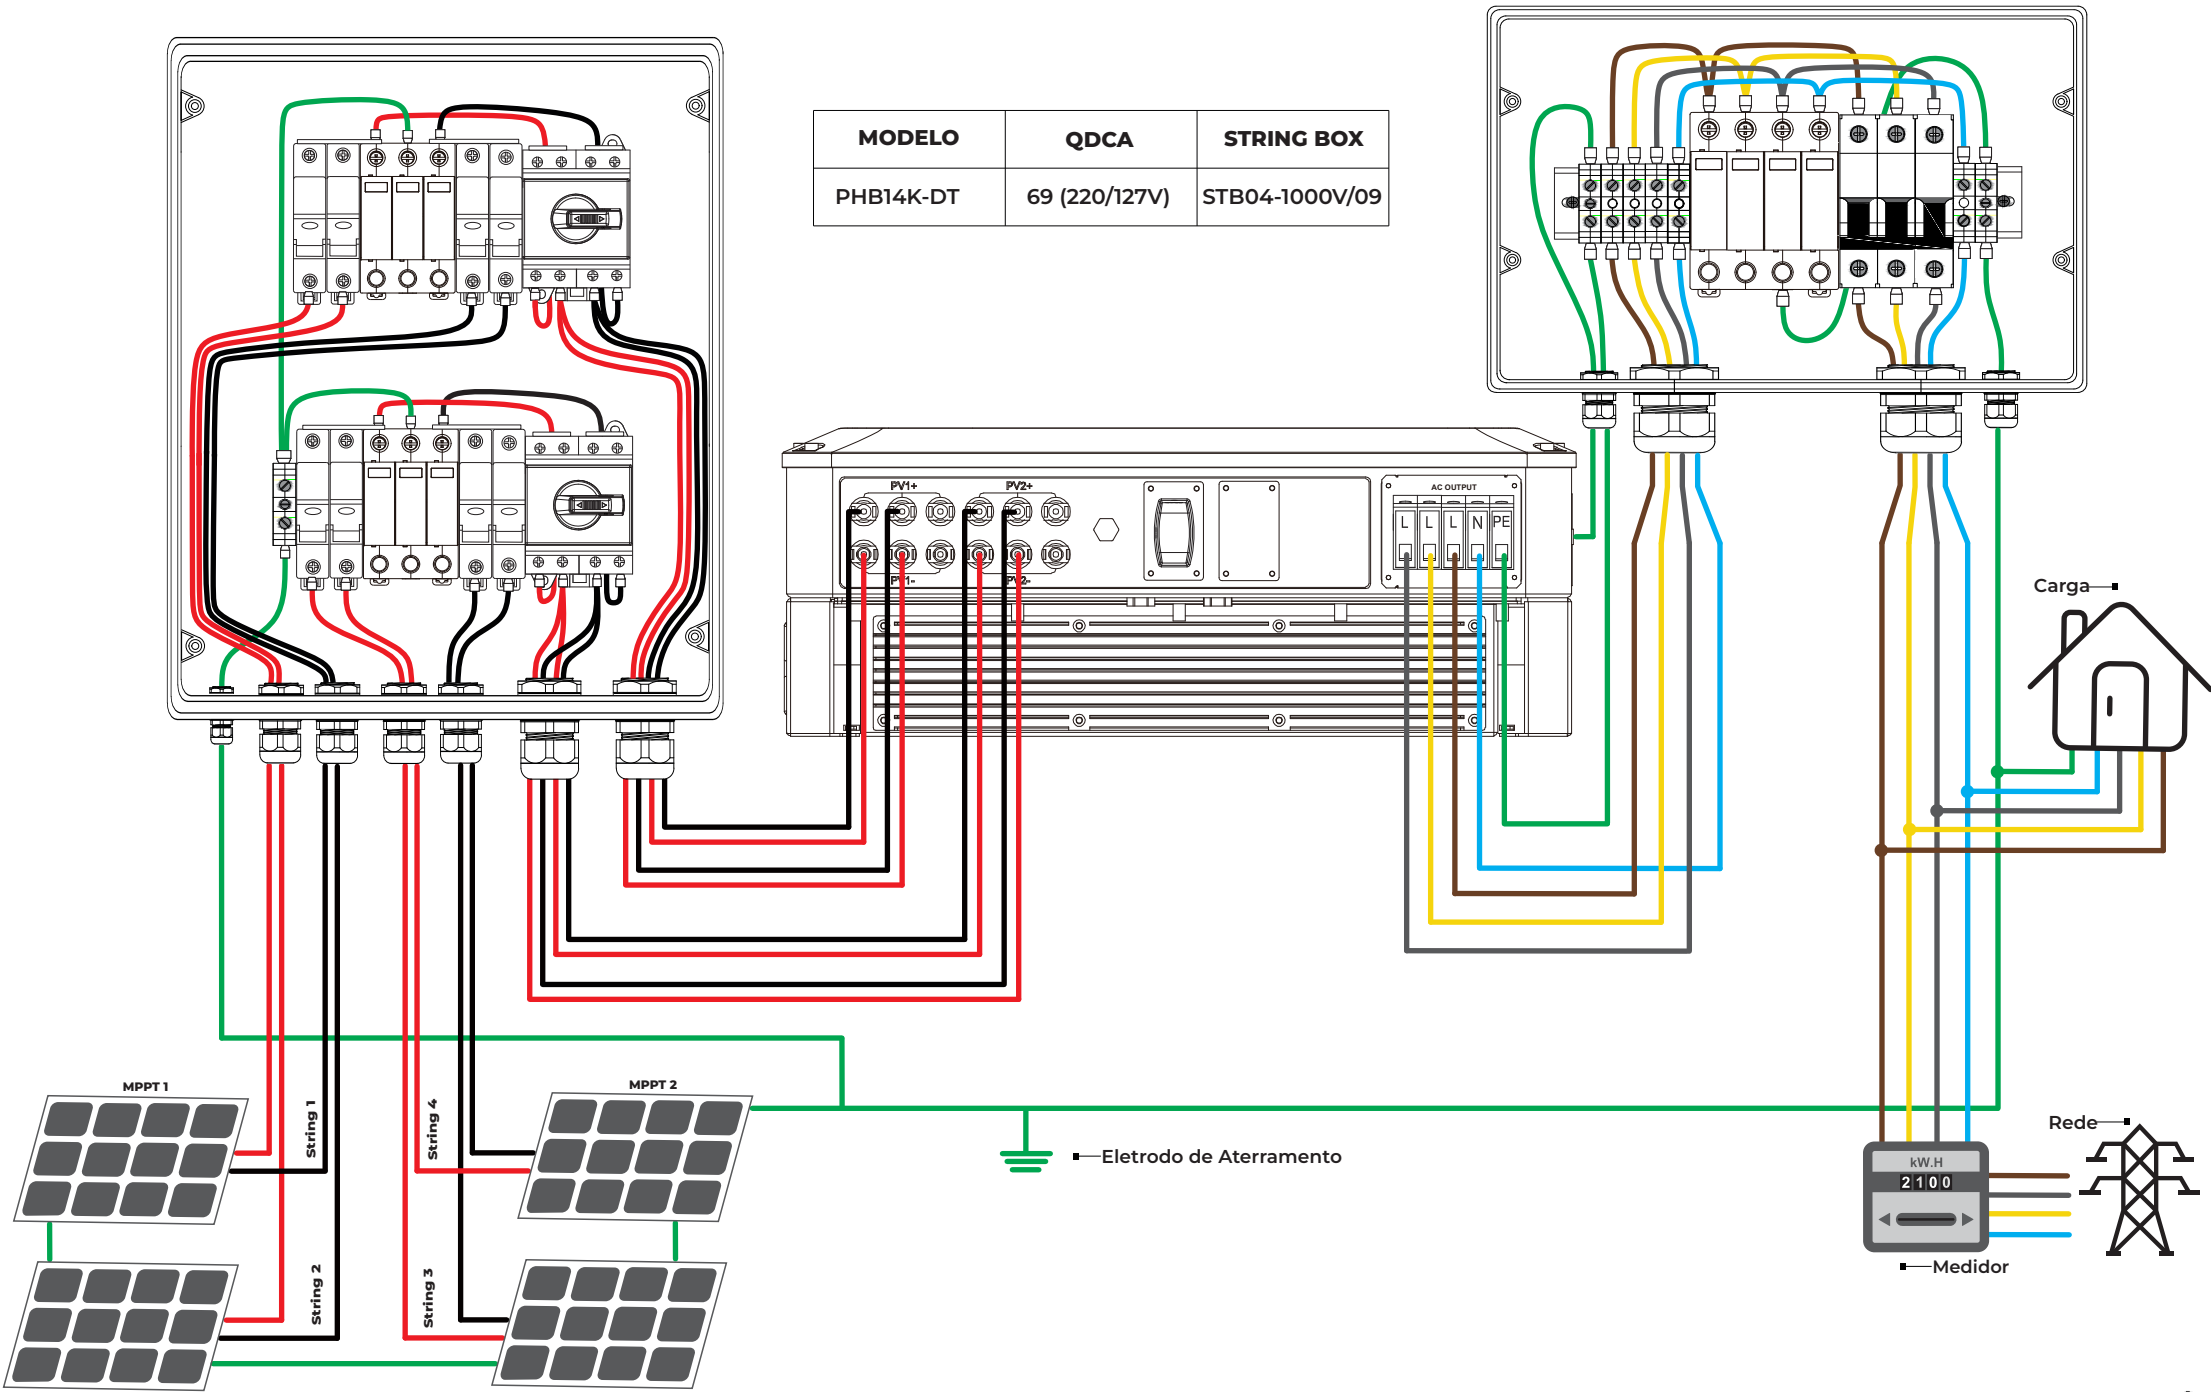 MODELO QDCA STRING BOX
PHB14K-DT 69 (220/127V) STB04-1000V/09
PV1+ PV2+
PV1- PV2-
AC OUTPUT
L L L N PE
Carga
MPPT 1
MPPT 2
String 1
String 4
String 2
String 3
Eletrodo de Aterramento
Rede
kW.H
2100
Medidor